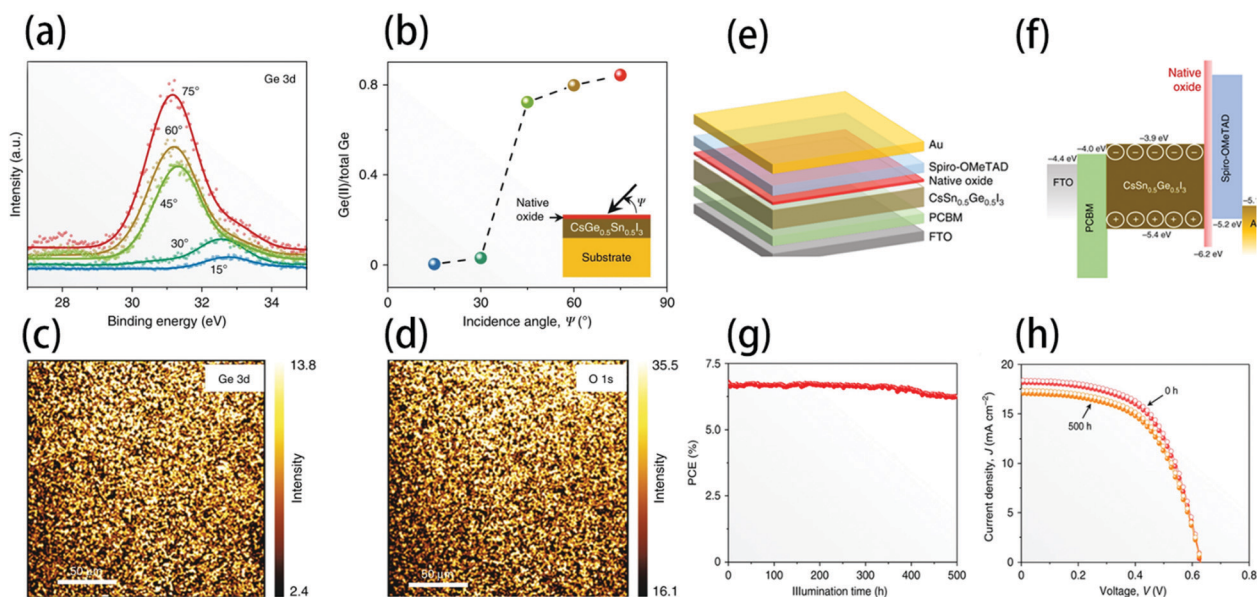 (a)
Ge 3d
75°
60°
45°
30°
15°
Intensity (a.u.)
28
30
32
34
Binding energy (eV)
(b)
Ge(II)/total Ge
0.8
0.4
0
Native
oxide
Ψ
CsGe0.5Sn0.5I3
Substrate
0
30
60
90
Incidence angle, Ψ (°)
(e)
Au
Spiro-OMeTAD
Native oxide
CsSn0.5Ge0.5I3
PCBM
FTO
(f)
Native
oxide
−3.9 eV
−4.0 eV
−4.4 eV
FTO
PCBM
CsSn0.5Ge0.5I3
Spiro-OMeTAD
−5.4 eV
−5.2 eV
−6.2 eV
−5.
A
(c)
Ge 3d
50 μm
13.8
Intensity
2.4
(d)
O 1s
50 μm
35.5
Intensity
16.1
(g)
PCE (%)
7.5
5.0
2.5
0
0
100
200
300
400
500
Illumination time (h)
(h)
Current density, J (mA cm−2)
20
15
10
5
0
0 h
500 h
0
0.2
0.4
0.6
0.8
Voltage, V (V)